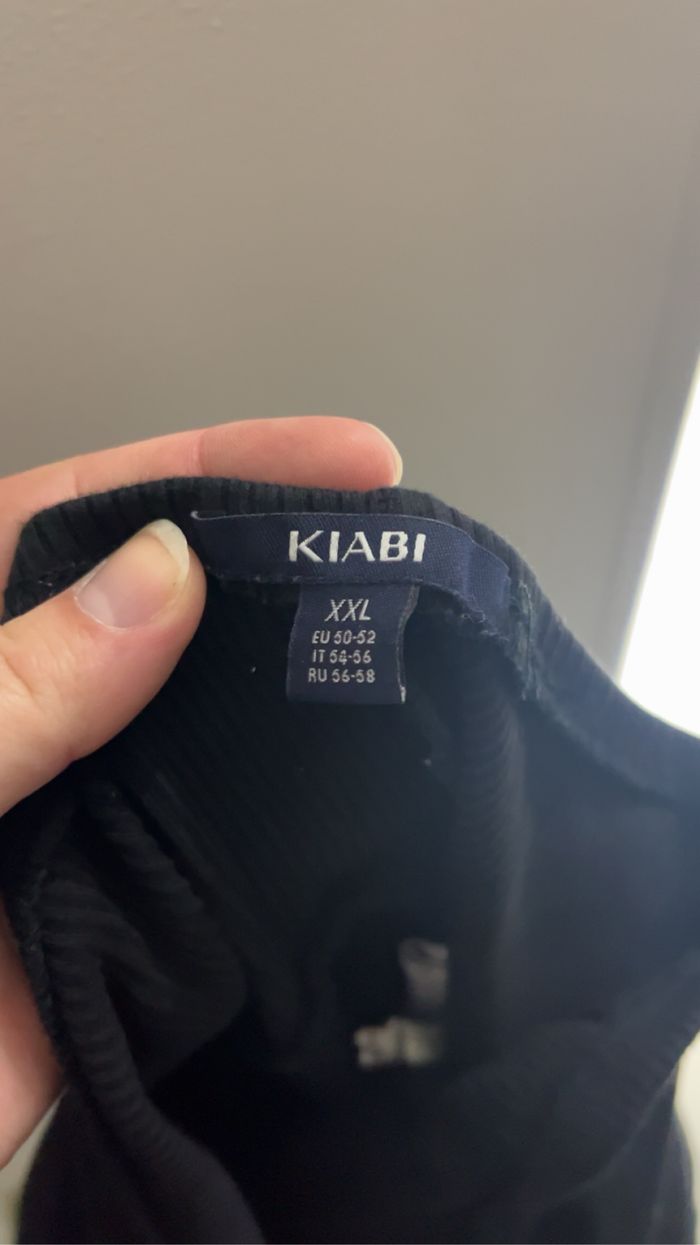 KIABI
XXL
EU 50-52
IT 54-56
RU 56-58